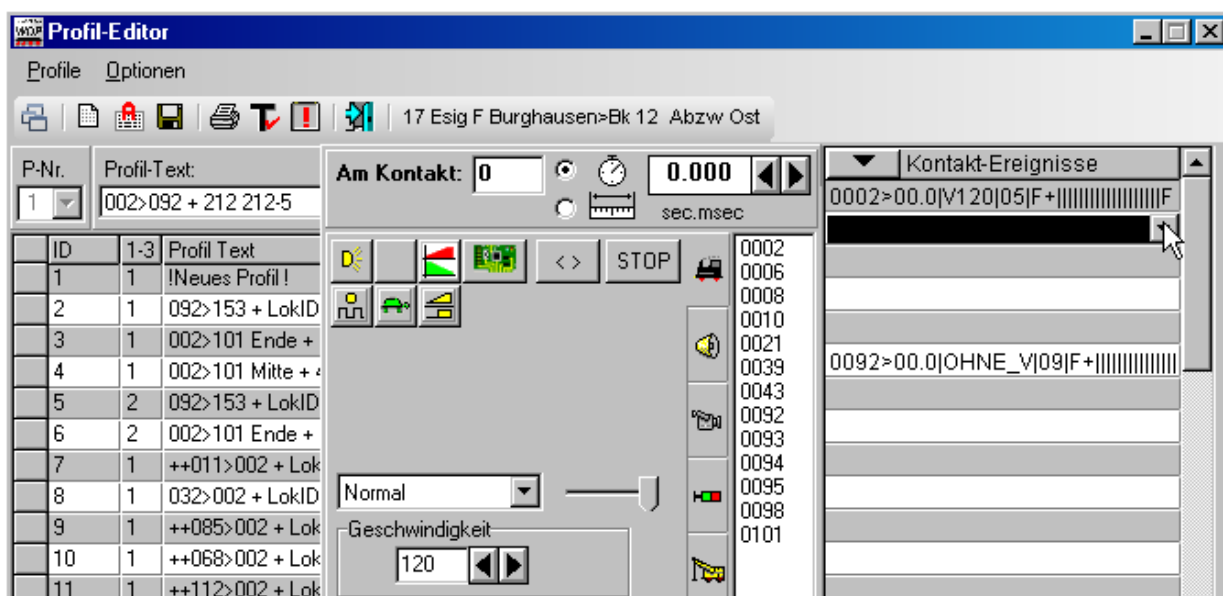 Profil-Editor
Profile Optionen
17 Esig F Burghausen>Bk 12 Abzw Ost
P-Nr. Profil-Text:
1 002>092 + 212 212-5
ID 1-3 Profil Text
1 1 !Neues Profil !
2 1 092>153 + LokID
3 1 002>101 Ende +
4 1 002>101 Mitte +
5 2 092>153 + LokID
6 2 002>101 Ende +
7 1 ++011>002 + Lok
8 1 032>002 + LokID
9 1 ++085>002 + Lok
10 1 ++068>002 + Lok
11 1 ++112>002 + Lok
Am Kontakt: 0 0.000
sec.msec
< > STOP
Normal
Geschwindigkeit
120
0002
0006
0008
0010
0021
0039
0043
0092
0093
0094
0095
0098
0101
Kontakt-Ereignisse
0002>00.0|V120|05|F+||||||||||||||||||F
0092>00.0|OHNE_V|09|F+|||||||||||||||